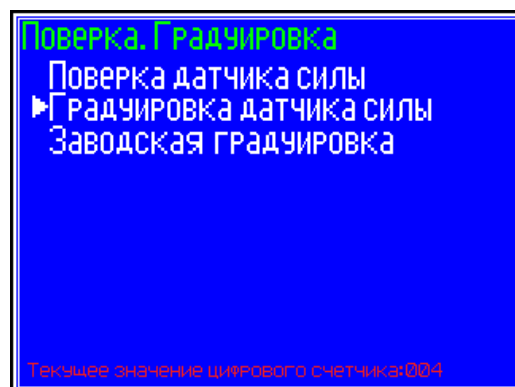 Поверка. Градуировка
Поверка датчика силы
Градуировка датчика силы
Заводская градуировка
Текущее значение цифрового счетчика:004